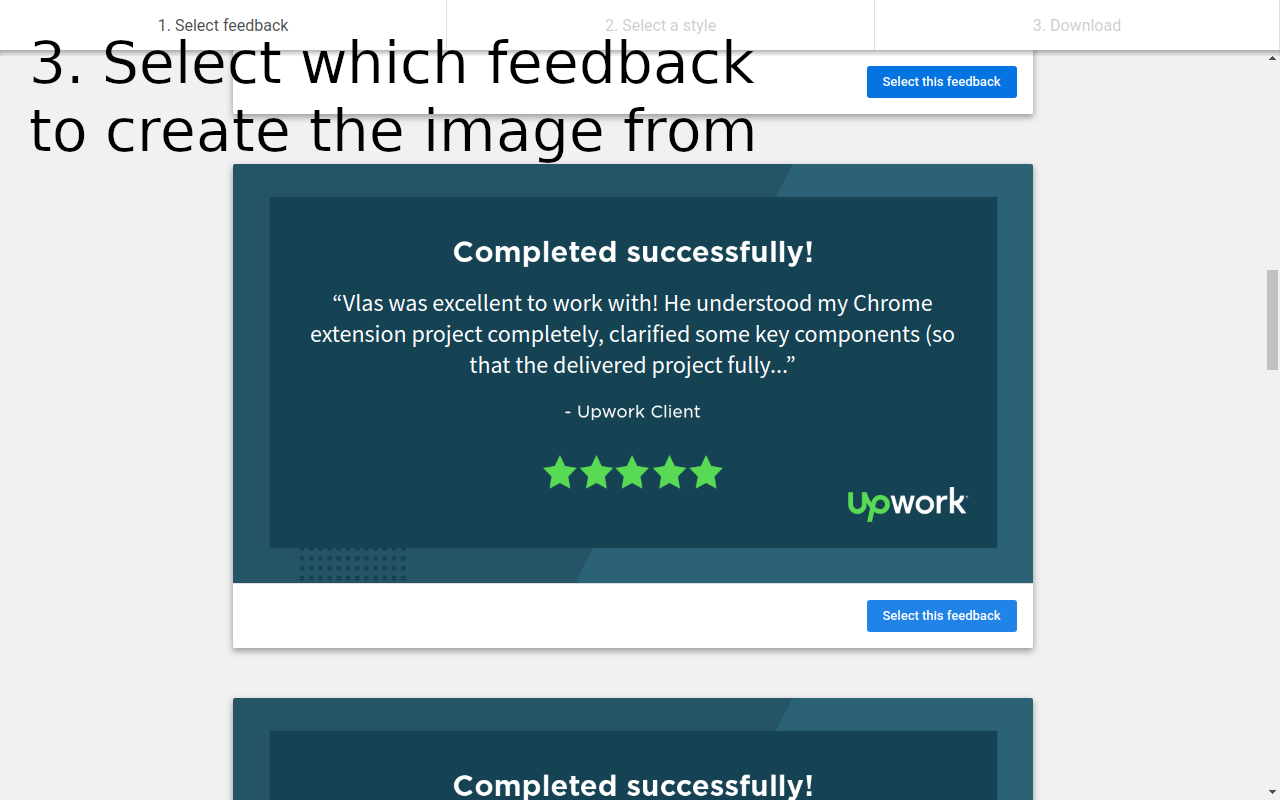 1. Select feedback
2. Select a style
3. Download
3. Select which feedback
to create the image from
Select this feedback
Completed successfully!
“Vlas was excellent to work with! He understood my Chrome
extension project completely, clarified some key components (so
that the delivered project fully...”
- Upwork Client
upwork
Select this feedback
Completed successfully!